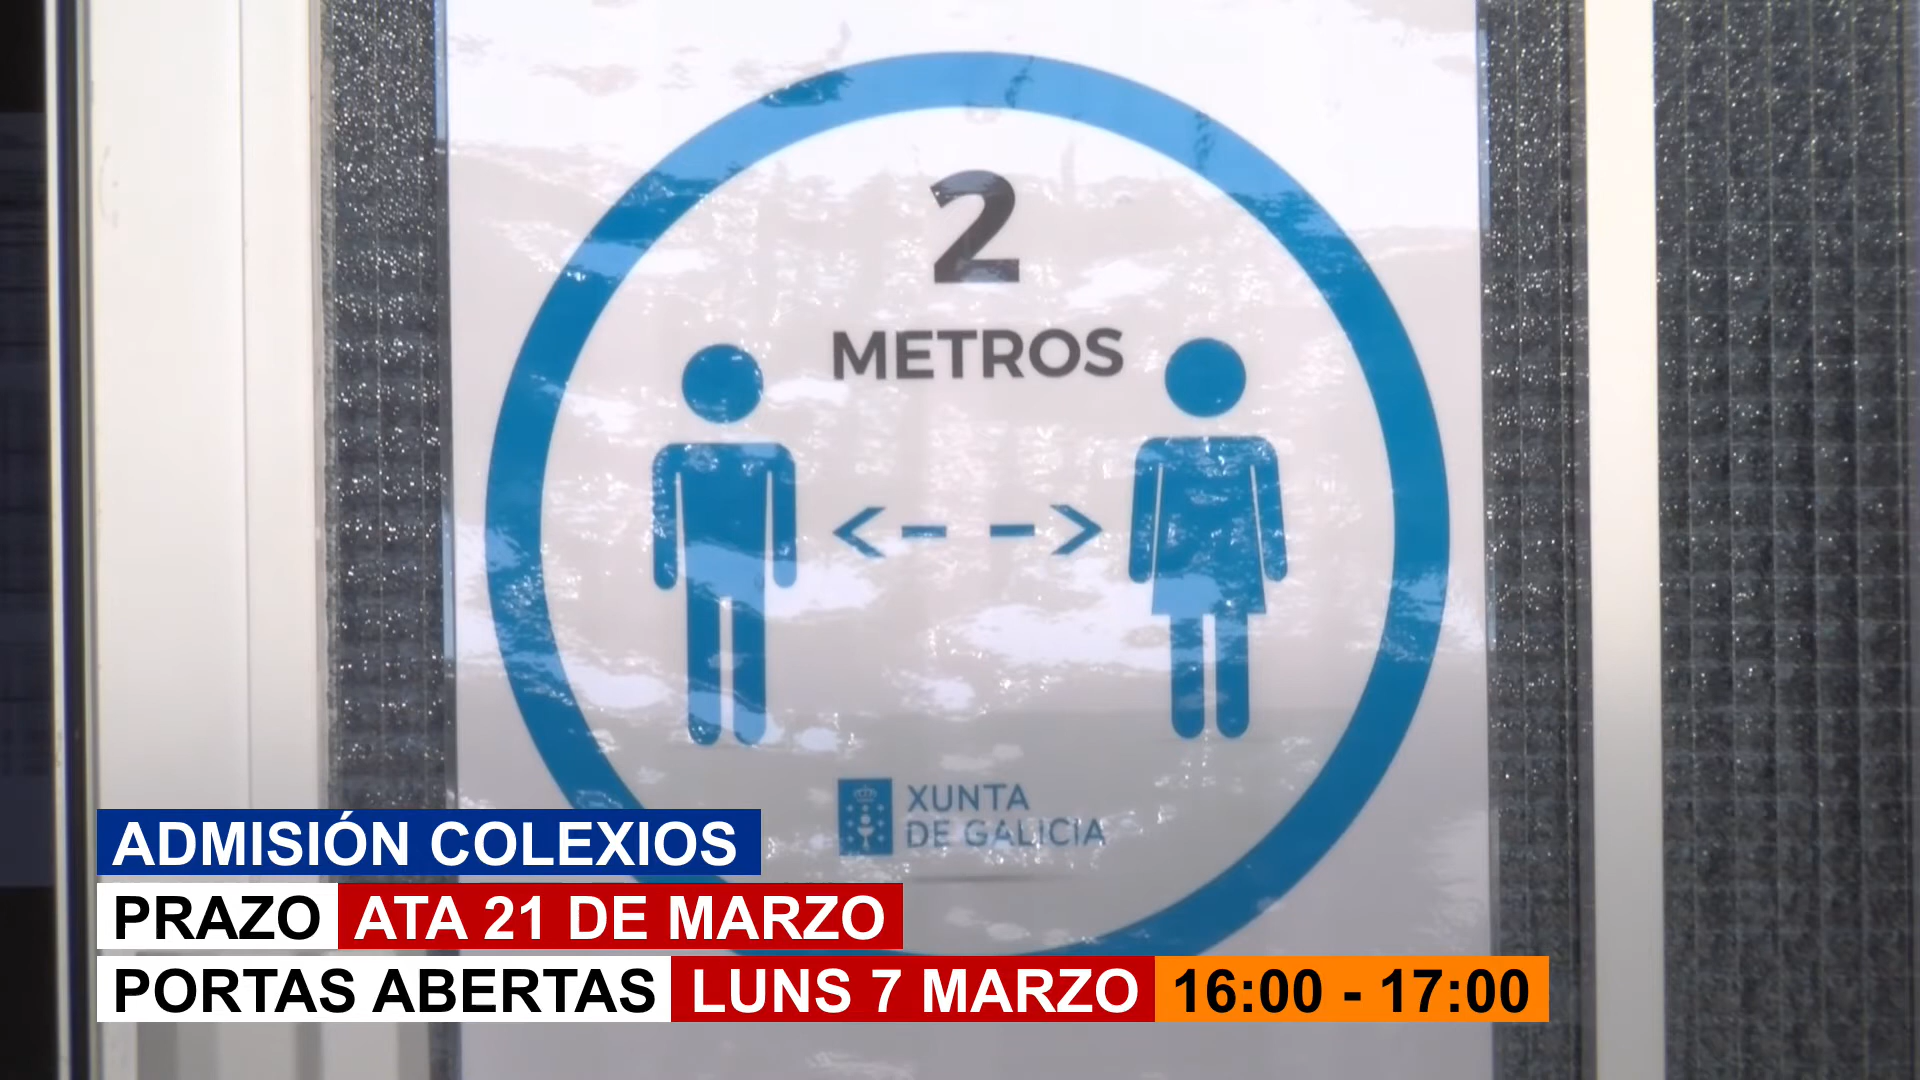 2
METROS
XUNTA
DE GALICIA
ADMISIÓN COLEXIOS
PRAZO ATA 21 DE MARZO
PORTAS ABERTAS LUNS 7 MARZO 16:00 - 17:00